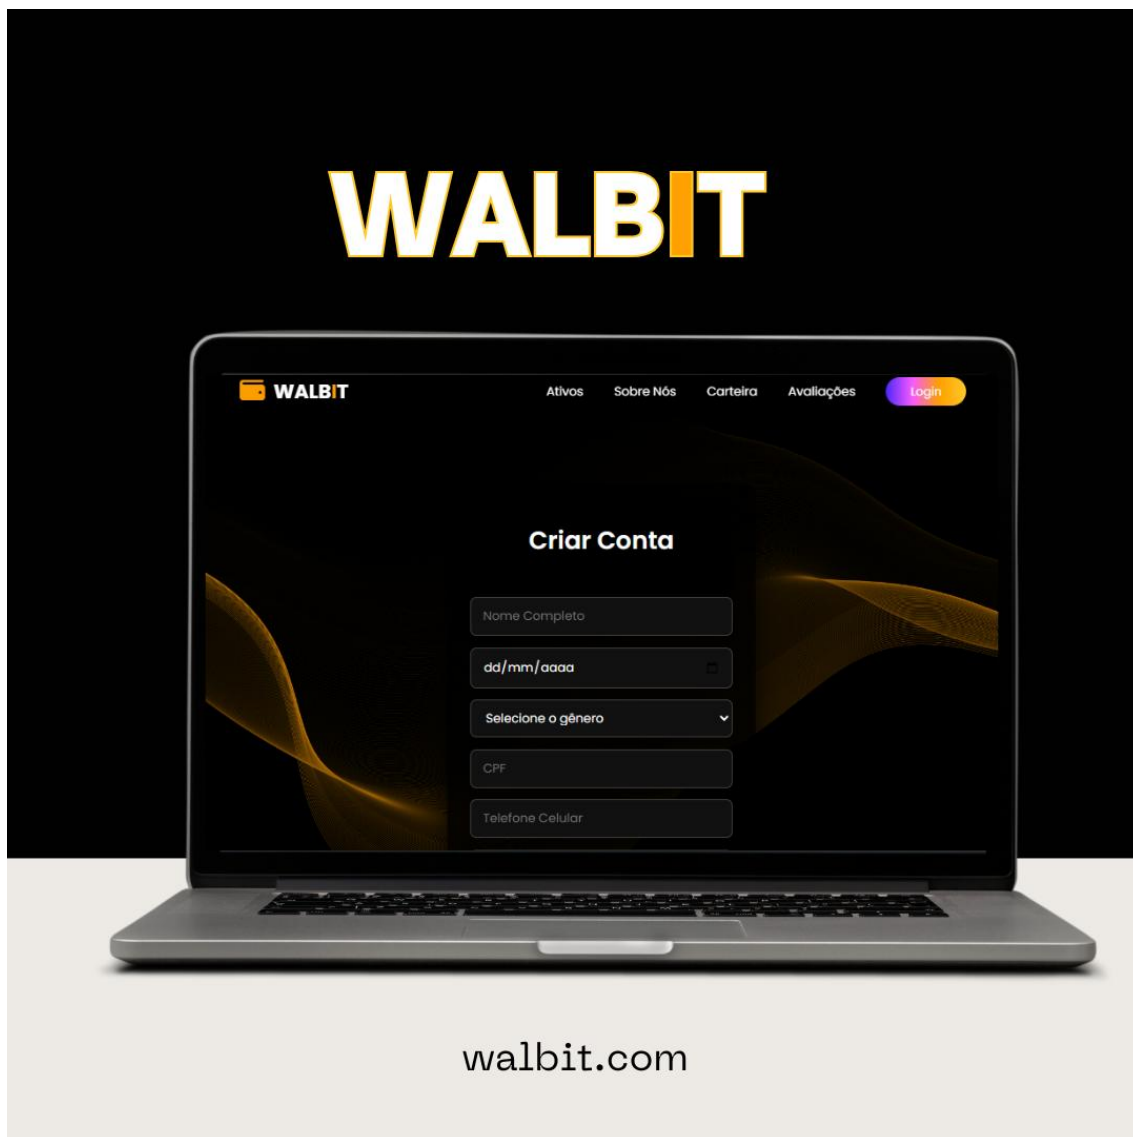 WALBIT
WALBIT Ativos Sobre Nós Carteira Avaliações Login
Criar Conta
Nome Completo
dd/mm/aaaa
Selecione o gênero
CPF
Telefone Celular
walbit.com